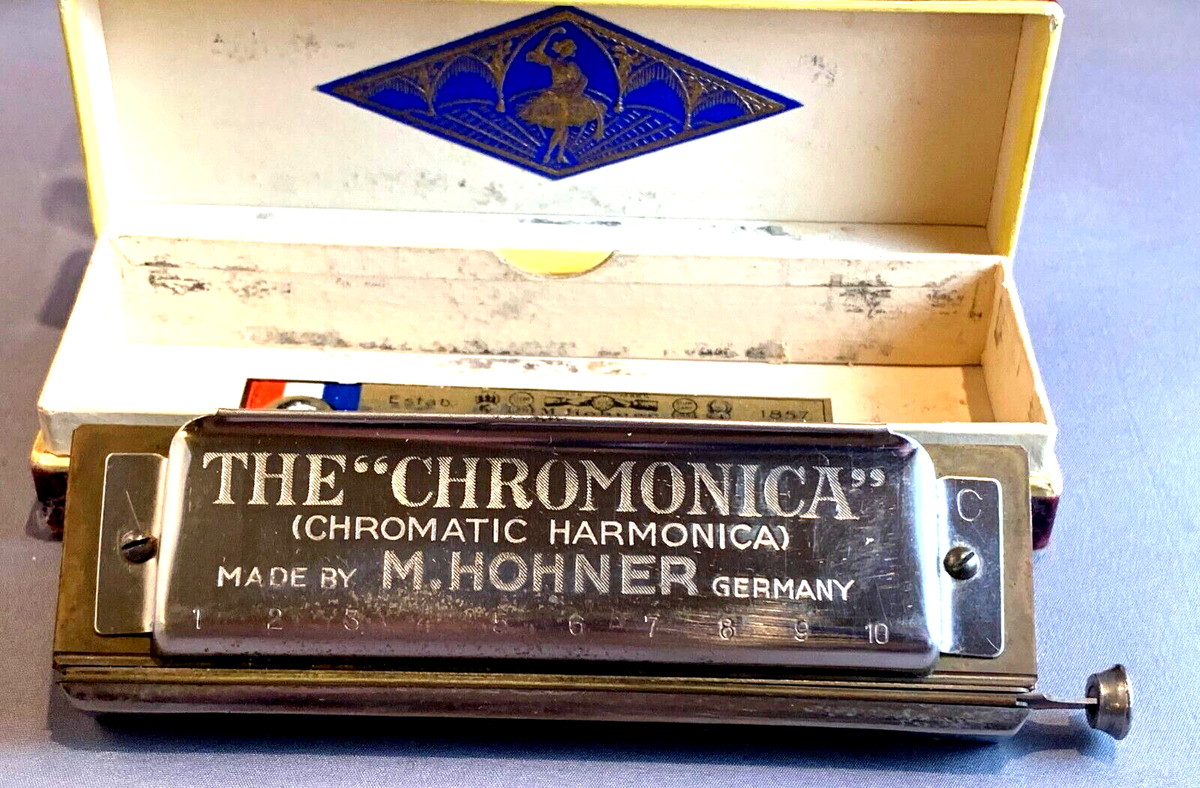 Estab. M. Hohner 1857
THE “CHROMONICA”
C
(CHROMATIC HARMONICA)
MADE BY M. HOHNER GERMANY
1 2 3 4 5 6 7 8 9 10